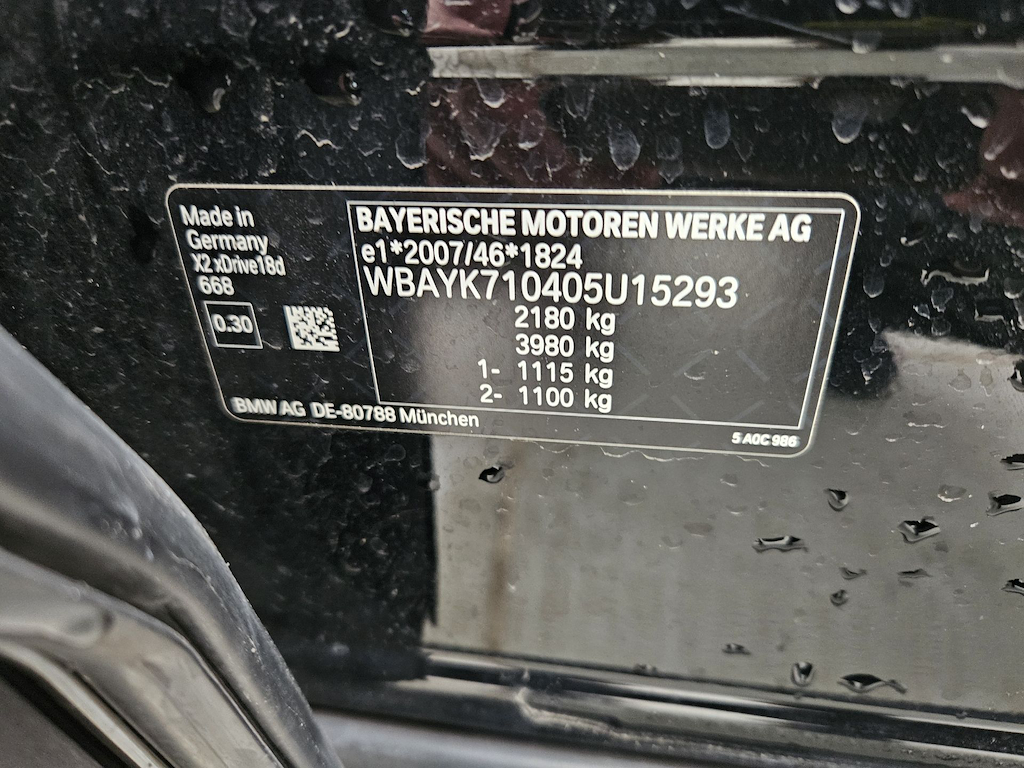 Made in
Germany
X2 xDrive18d
668
0.30
BAYERISCHE MOTOREN WERKE AG
e1*2007/46*1824
WBAYK710405U15293
2180 kg
3980 kg
1- 1115 kg
2- 1100 kg
BMW AG DE-80788 München
5 A0C 986